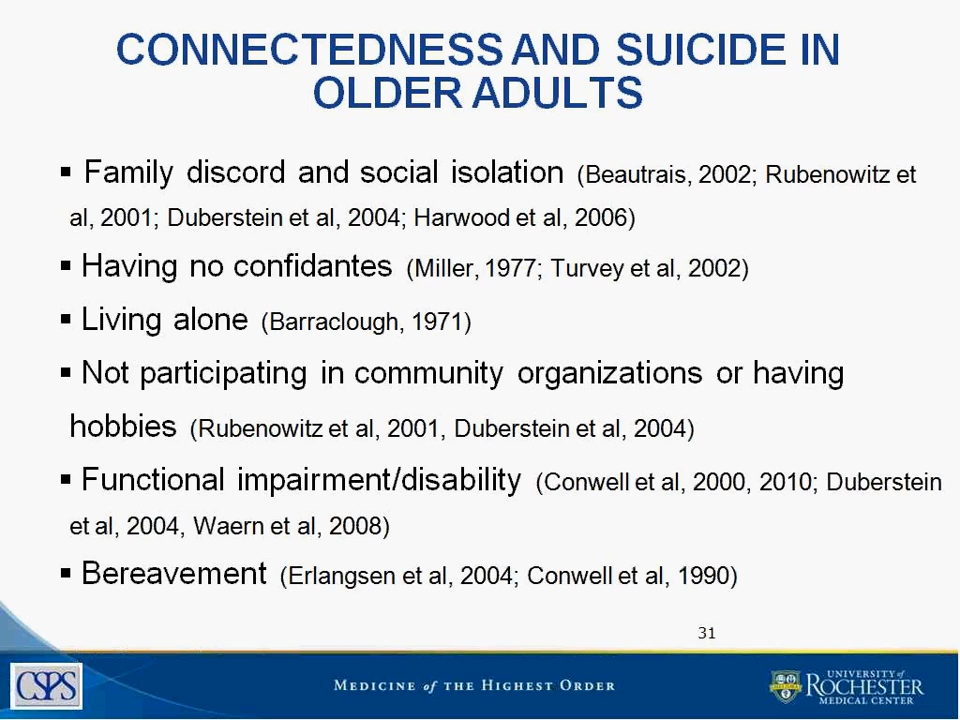 CONNECTEDNESS AND SUICIDE IN
OLDER ADULTS
▪ Family discord and social isolation (Beautrais, 2002; Rubenowitz et
al, 2001; Duberstein et al, 2004; Harwood et al, 2006)
▪ Having no confidantes (Miller, 1977; Turvey et al, 2002)
▪ Living alone (Barraclough, 1971)
▪ Not participating in community organizations or having
hobbies (Rubenowitz et al, 2001, Duberstein et al, 2004)
▪ Functional impairment/disability (Conwell et al, 2000, 2010; Duberstein
et al, 2004, Waern et al, 2008)
▪ Bereavement (Erlangsen et al, 2004; Conwell et al, 1990)
31
CSPS
MEDICINE of THE HIGHEST ORDER
UNIVERSITY of
ROCHESTER
MEDICAL CENTER